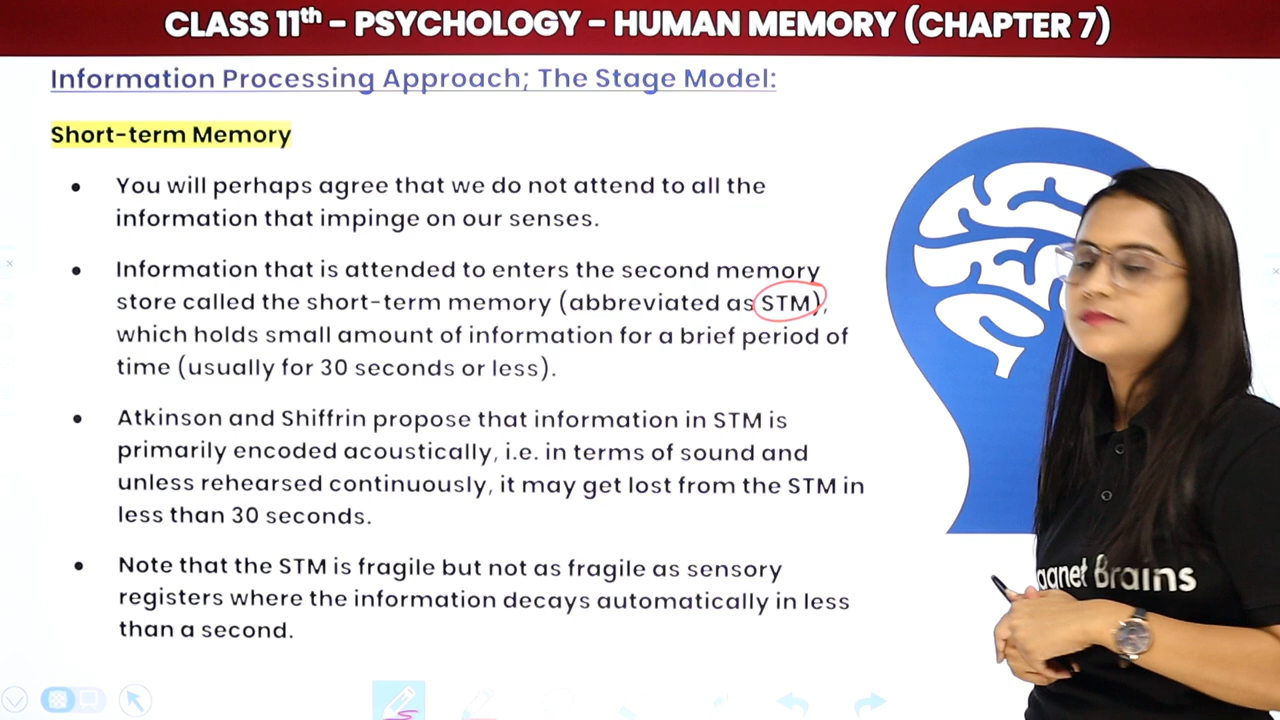 CLASS 11th - PSYCHOLOGY - HUMAN MEMORY (CHAPTER 7)
Information Processing Approach; The Stage Model:
Short-term Memory
• You will perhaps agree that we do not attend to all the
information that impinge on our senses.
• Information that is attended to enters the second memory
store called the short-term memory (abbreviated as STM),
which holds small amount of information for a brief period of
time (usually for 30 seconds or less).
• Atkinson and Shiffrin propose that information in STM is
primarily encoded acoustically, i.e. in terms of sound and
unless rehearsed continuously, it may get lost from the STM in
less than 30 seconds.
• Note that the STM is fragile but not as fragile as sensory
registers where the information decays automatically in less
than a second.
agnet Brains